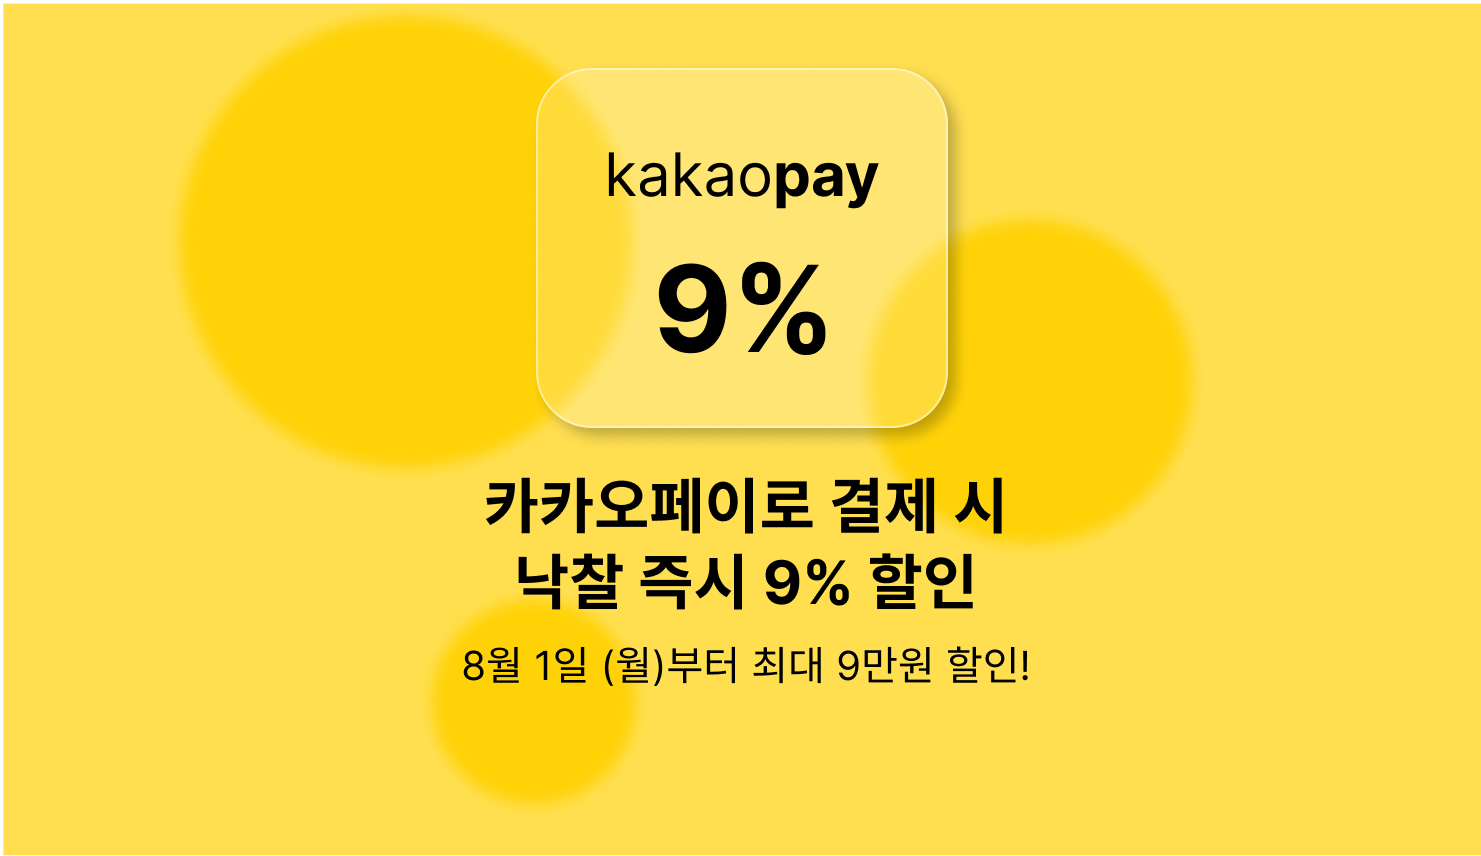 kakaopay
9%
카카오페이로 결제 시
낙찰 즉시 9% 할인
8월 1일 (월)부터 최대 9만원 할인!